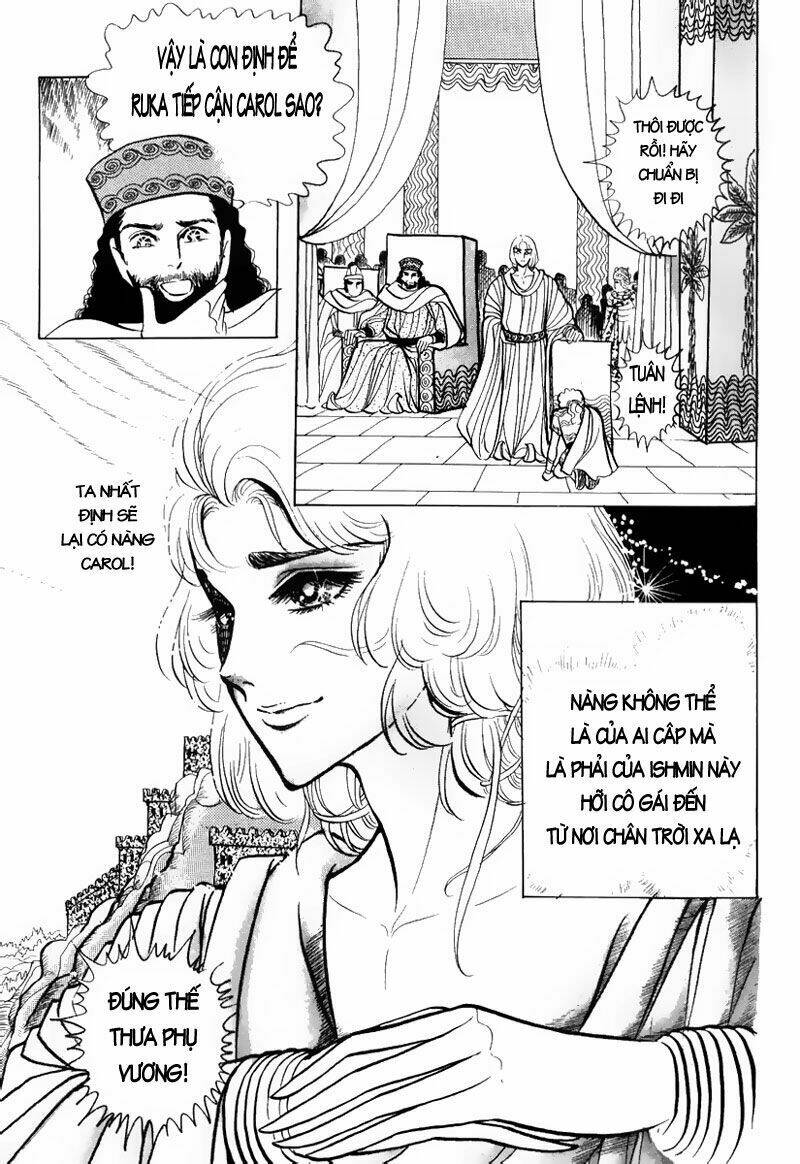 VẬY LÀ CON ĐỊNH ĐỂ
RUKA TIẾP CẬN CAROL SAO?
THÔI ĐƯỢC
RỒI! HÃY
CHUẨN BỊ
ĐI ĐI
TUÂN
LỆNH!
TA NHẤT
ĐỊNH SẼ
LẠI CÓ NÀNG
CAROL!
NÀNG KHÔNG THỂ
LÀ CỦA AI CẬP MÀ
LÀ PHẢI CỦA ISHMIN NÀY
HỠI CÔ GÁI ĐẾN
TỪ NƠI CHÂN TRỜI XA LẠ
ĐÚNG THẾ
THƯA PHỤ
VƯƠNG!